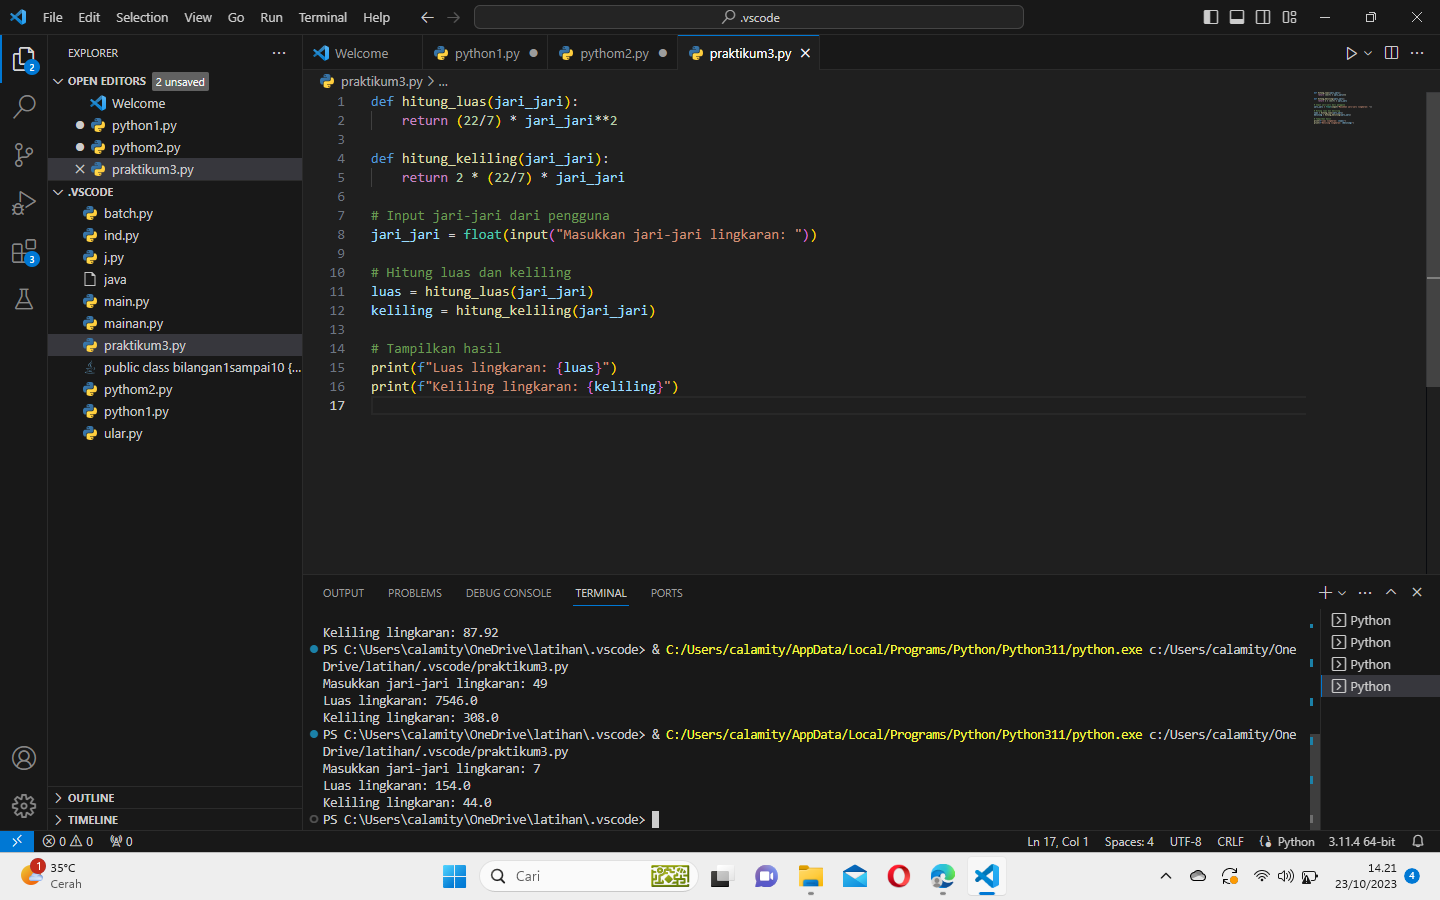 File Edit Selection View Go Run Terminal Help
.vscode
EXPLORER
OPEN EDITORS 2 unsaved
Welcome
python1.py
pythom2.py
praktikum3.py
.VSCODE
batch.py
ind.py
j.py
java
main.py
mainan.py
praktikum3.py
public class bilangan1sampai10 {...
pythom2.py
python1.py
ular.py
OUTLINE
TIMELINE
2
3
Welcome python1.py pythom2.py praktikum3.py
praktikum3.py > ...
1 def hitung_luas(jari_jari):
2 return (22/7) * jari_jari**2
3
4 def hitung_keliling(jari_jari):
5 return 2 * (22/7) * jari_jari
6
7 # Input jari-jari dari pengguna
8 jari_jari = float(input("Masukkan jari-jari lingkaran: "))
9
10 # Hitung luas dan keliling
11 luas = hitung_luas(jari_jari)
12 keliling = hitung_keliling(jari_jari)
13
14 # Tampilkan hasil
15 print(f"Luas lingkaran: {luas}")
16 print(f"Keliling lingkaran: {keliling}")
17
OUTPUT PROBLEMS DEBUG CONSOLE TERMINAL PORTS
Keliling lingkaran: 87.92
PS C:\Users\calamity\OneDrive\latihan\.vscode> & C:/Users/calamity/AppData/Local/Programs/Python/Python311/python.exe c:/Users/calamity/One
Drive/latihan/.vscode/praktikum3.py
Masukkan jari-jari lingkaran: 49
Luas lingkaran: 7546.0
Keliling lingkaran: 308.0
PS C:\Users\calamity\OneDrive\latihan\.vscode> & C:/Users/calamity/AppData/Local/Programs/Python/Python311/python.exe c:/Users/calamity/One
Drive/latihan/.vscode/praktikum3.py
Masukkan jari-jari lingkaran: 7
Luas lingkaran: 154.0
Keliling lingkaran: 44.0
PS C:\Users\calamity\OneDrive\latihan\.vscode>
Python
Python
Python
Python
0 0 0 Ln 17, Col 1 Spaces: 4 UTF-8 CRLF Python 3.11.4 64-bit
1
35°C
Cerah
Cari
14.21
23/10/2023
4